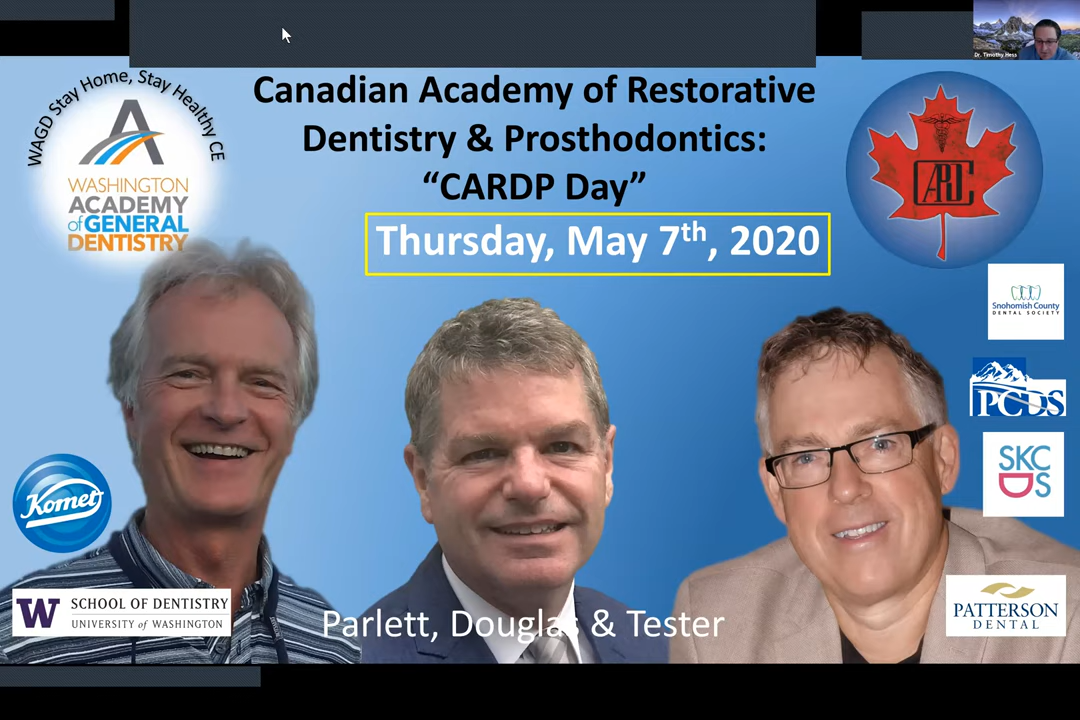 Dr. Timothy Hess
WAGD Stay Home, Stay Healthy CE
WASHINGTON
ACADEMY
of GENERAL
DENTISTRY
Canadian Academy of Restorative
Dentistry & Prosthodontics:
“CARDP Day”
Thursday, May 7th, 2020
Snohomish County
DENTAL SOCIETY
PCDS
SKC
DS
Komet
W SCHOOL OF DENTISTRY
UNIVERSITY of WASHINGTON
Parlett, Douglas & Tester
PATTERSON
DENTAL